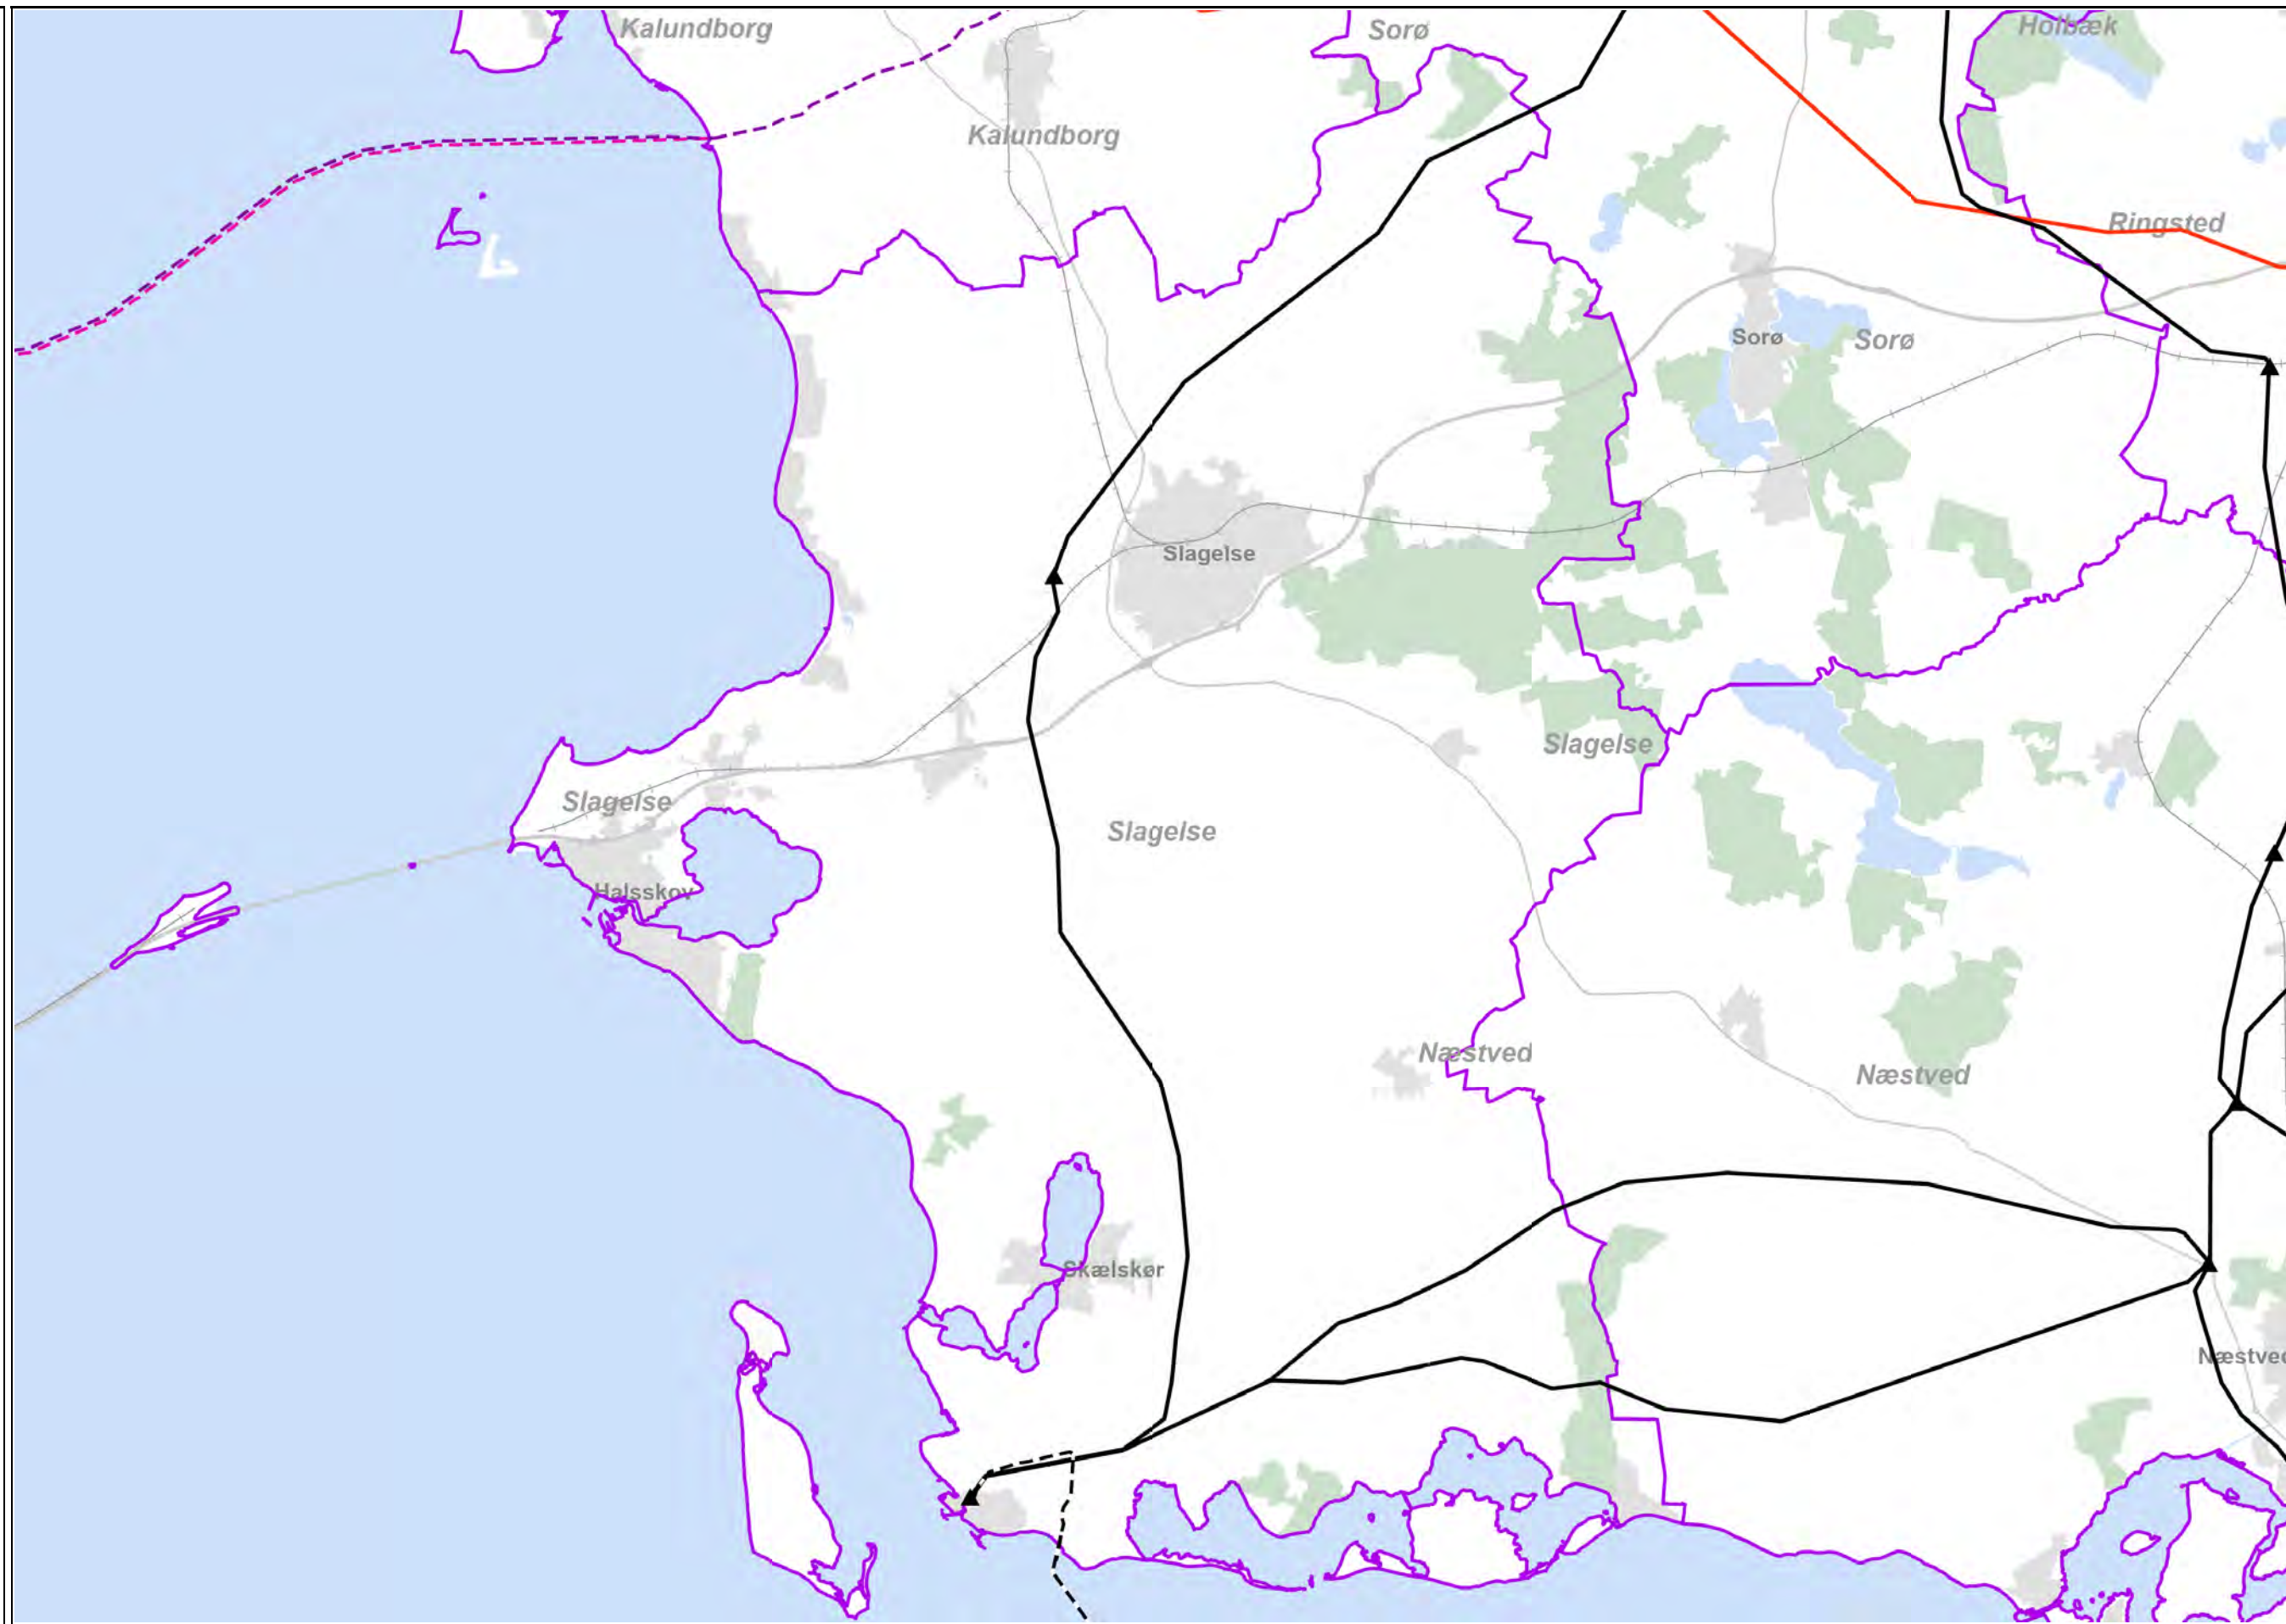 Kalundborg
Sorø
Holbæk
Kalundborg
Ringsted
Sorø
Sorø
Slagelse
Slagelse
Slagelse
Slagelse
Halsskov
Næstved
Næstved
Skælskør
Næstved